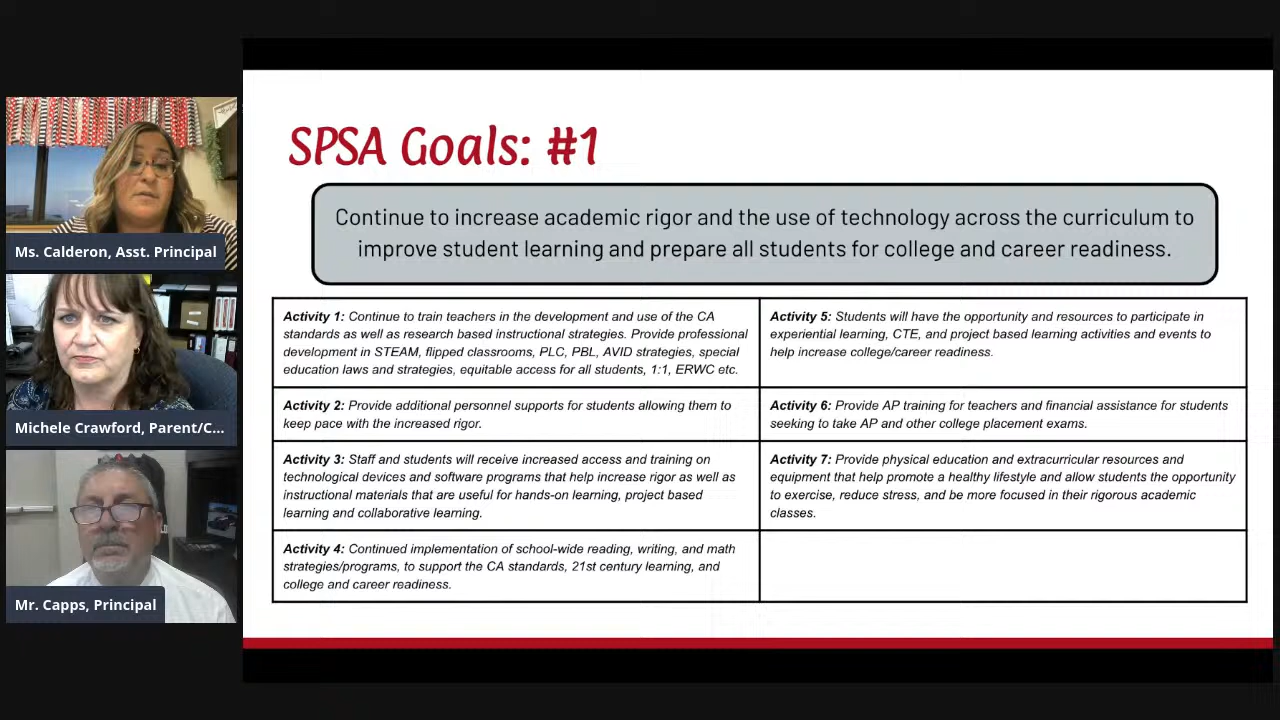 SPSA Goals: #1
Continue to increase academic rigor and the use of technology across the curriculum to
improve student learning and prepare all students for college and career readiness.
Activity 1: Continue to train teachers in the development and use of the CA
standards as well as research based instructional strategies. Provide professional
development in STEAM, flipped classrooms, PLC, PBL, AVID strategies, special
education laws and strategies, equitable access for all students, 1:1, ERWC etc.
Activity 5: Students will have the opportunity and resources to participate in
experiential learning, CTE, and project based learning activities and events to
help increase college/career readiness.
Activity 2: Provide additional personnel supports for students allowing them to
keep pace with the increased rigor.
Activity 6: Provide AP training for teachers and financial assistance for students
seeking to take AP and other college placement exams.
Activity 3: Staff and students will receive increased access and training on
technological devices and software programs that help increase rigor as well as
instructional materials that are useful for hands-on learning, project based
learning and collaborative learning.
Activity 7: Provide physical education and extracurricular resources and
equipment that help promote a healthy lifestyle and allow students the opportunity
to exercise, reduce stress, and be more focused in their rigorous academic
classes.
Activity 4: Continued implementation of school-wide reading, writing, and math
strategies/programs, to support the CA standards, 21st century learning, and
college and career readiness.
Ms. Calderon, Asst. Principal
Michele Crawford, Parent/C...
Mr. Capps, Principal